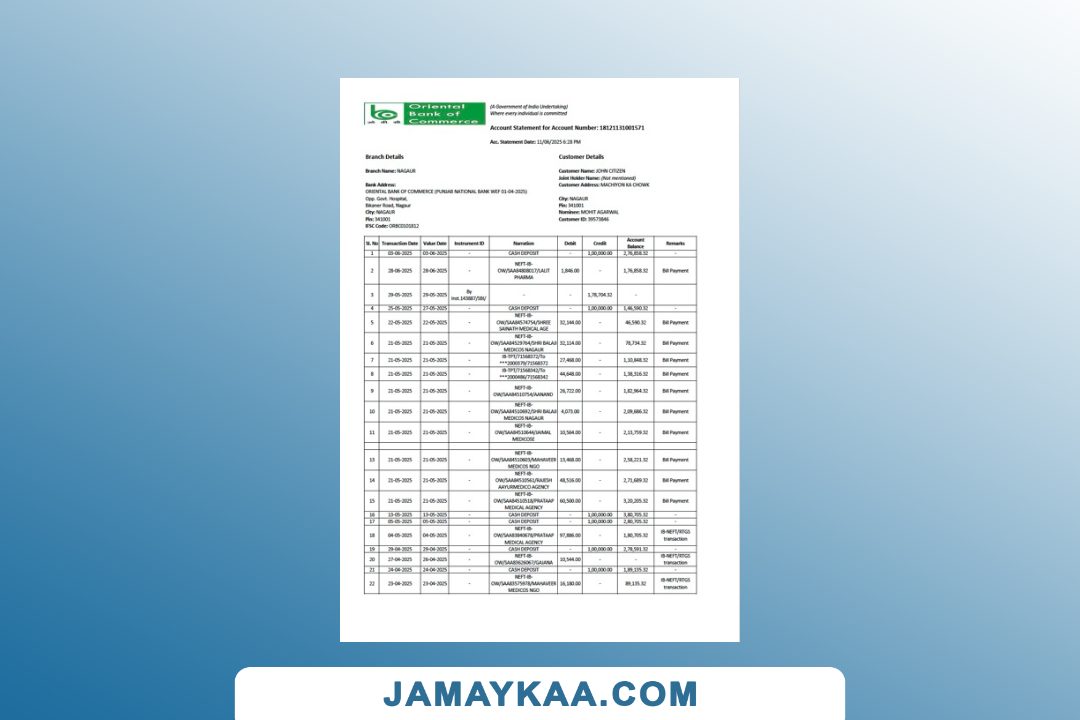 Oriental
Bank of
Commerce
(A Government of India Undertaking)
Where every individual is committed
Account Statement for Account Number: 18121131001571
Acc. Statement Date: 11/06/2025 6:28 PM
Branch Details
Customer Details
Branch Name: NAGAUR
Customer Name: JOHN CITIZEN
Joint Holder Name: (Not mentioned)
Bank Address:
Customer Address: MACHIYON KA CHOWK
ORIENTAL BANK OF COMMERCE (PUNJAB NATIONAL BANK WEF 01-04-2025)
Opp. Govt. Hospital,
City: NAGAUR
Bikaner Road, Nagaur
Pin: 341001
City: NAGAUR
Nominee: MOHIT AGARWAL
Pin: 341001
Customer ID: 39573846
IFSC Code: ORBC0101812
Sl. No Transaction Date Value Date Instrument ID Narration Debit Credit Account Balance Remarks
1 03-06-2025 03-06-2025 - CASH DEPOSIT - 1,00,000.00 2,76,858.32 -
2 28-06-2025 28-06-2025 - NEFT-IB-
OW/SAA84808017/LALIT
PHARMA 1,846.00 - 1,76,858.32 Bill Payment
3 29-05-2025 29-05-2025 By
Inst.143887/SBI/ - - 1,78,704.32 -
4 25-05-2025 27-05-2025 - CASH DEPOSIT - 1,00,000.00 1,46,590.32 -
5 22-05-2025 22-05-2025 - NEFT-IB-
OW/SAA84574754/SHREE
SAINATH MEDICAL AGE 32,144.00 - 46,590.32 Bill Payment
6 21-05-2025 21-05-2025 - NEFT-IB-
OW/SAA84529764/SHRI BALAJI
MEDICOS NAGAUR 32,114.00 - 78,734.32 Bill Payment
7 21-05-2025 21-05-2025 - IB-TPT/71568372/To
***2000379/71568372 27,468.00 - 1,10,848.32 Bill Payment
8 21-05-2025 21-05-2025 - IB-TPT/71568342/To
***2000486/71568342 44,648.00 - 1,38,316.32 Bill Payment
9 21-05-2025 21-05-2025 - NEFT-IB-
OW/SAA84510754/AANAND 26,722.00 - 1,82,964.32 Bill Payment
10 21-05-2025 21-05-2025 - NEFT-IB-
OW/SAA84510692/SHRI BALAJI
MEDICOS NAGAUR 4,073.00 - 2,09,686.32 Bill Payment
11 21-05-2025 21-05-2025 - NEFT-IB-
OW/SAA84510644/JAIMAL
MEDICOSE 10,564.00 - 2,13,759.32 Bill Payment
13 21-05-2025 21-05-2025 - NEFT-IB-
OW/SAA84510603/MAHAVEER
MEDICOS NGO 13,468.00 - 2,58,221.32 Bill Payment
14 21-05-2025 21-05-2025 - NEFT-IB-
OW/SAA84510561/RAJESH
AAYURMEDICO AGENCY 48,516.00 - 2,71,689.32 Bill Payment
15 21-05-2025 21-05-2025 - NEFT-IB-
OW/SAA84510518/PRATAAP
MEDICAL AGENCY 60,500.00 - 3,20,205.32 Bill Payment
16 13-05-2025 13-05-2025 - CASH DEPOSIT - 1,00,000.00 3,80,705.32 -
17 05-05-2025 05-05-2025 - CASH DEPOSIT - 1,00,000.00 2,80,705.32 -
18 04-05-2025 04-05-2025 - NEFT-IB-
OW/SAA83840678/PRATAAP
MEDICAL AGENCY 97,886.00 - 1,80,705.32 IB-NEFT/RTGS
transaction
19 29-04-2025 29-04-2025 - CASH DEPOSIT - 1,00,000.00 2,78,591.32 -
20 27-04-2025 26-04-2025 - NEFT-IB-
OW/SAA83626067/GAJANA 10,544.00 - - IB-NEFT/RTGS
transaction
21 24-04-2025 24-04-2025 - CASH DEPOSIT - 1,00,000.00 1,89,135.32 -
22 23-04-2025 23-04-2025 - NEFT-IB-
OW/SAA83575978/MAHAVEER
MEDICOS NGO 16,180.00 - 89,135.32 IB-NEFT/RTGS
transaction
JAMAYKAA.COM